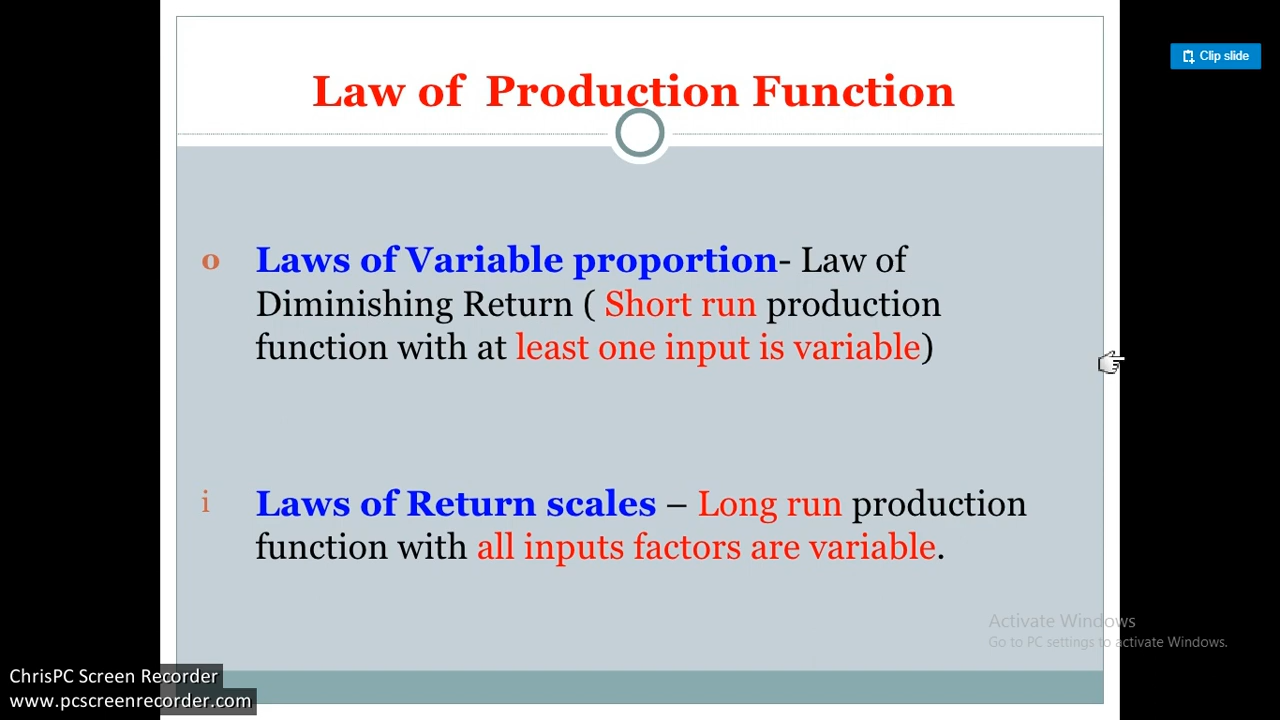 Clip slide
Law of Production Function
o Laws of Variable proportion- Law of
Diminishing Return ( Short run production
function with at least one input is variable)
i Laws of Return scales – Long run production
function with all inputs factors are variable.
Activate Windows
Go to PC settings to activate Windows.
ChrisPC Screen Recorder
www.pcscreenrecorder.com